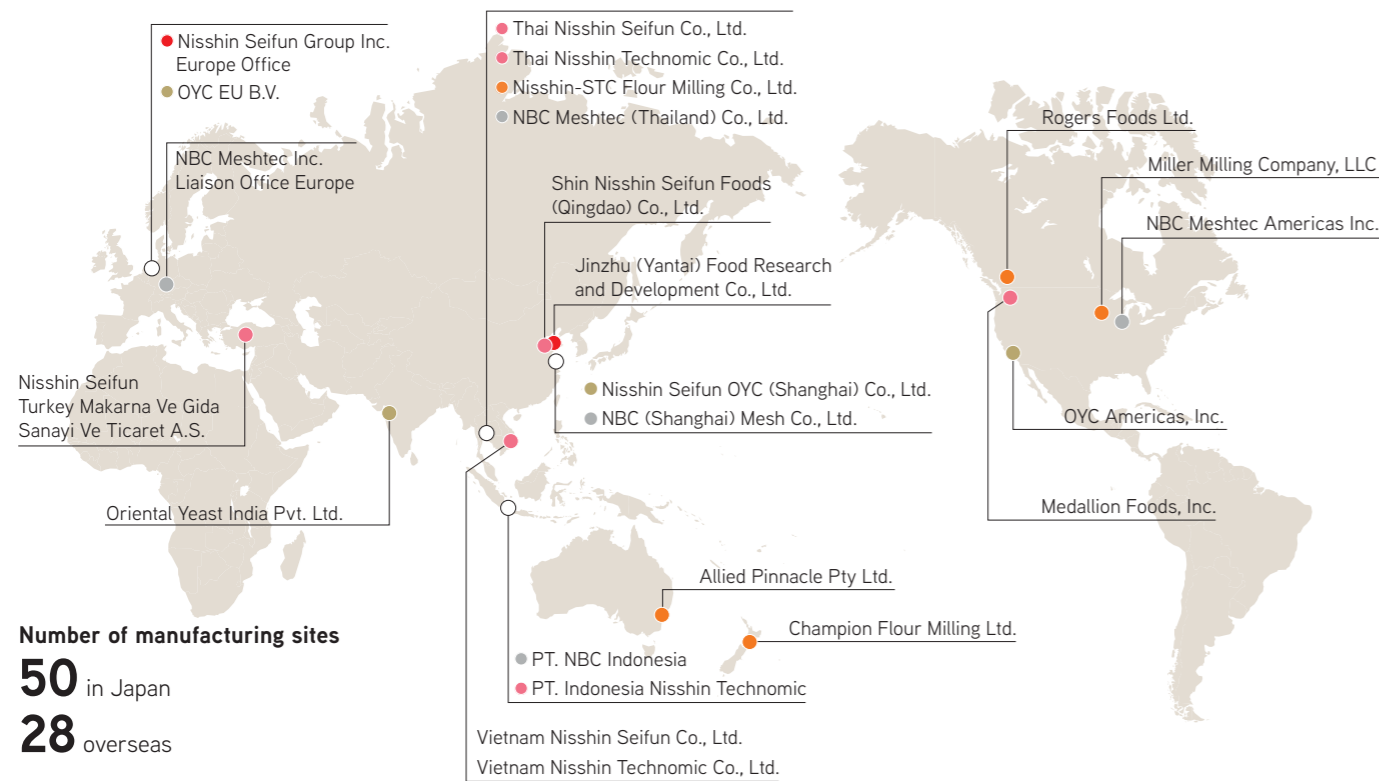 Nisshin Seifun Group Inc.
Europe Office
OYC EU B.V.
NBC Meshtec Inc.
Liaison Office Europe
Thai Nisshin Seifun Co., Ltd.
Thai Nisshin Technomic Co., Ltd.
Nisshin-STC Flour Milling Co., Ltd.
NBC Meshtec (Thailand) Co., Ltd.
Shin Nisshin Seifun Foods
(Qingdao) Co., Ltd.
Jinzhu (Yantai) Food Research
and Development Co., Ltd.
Rogers Foods Ltd.
Miller Milling Company, LLC
NBC Meshtec Americas Inc.
Nisshin Seifun
Turkey Makarna Ve Gida
Sanayi Ve Ticaret A.S.
Nisshin Seifun OYC (Shanghai) Co., Ltd.
NBC (Shanghai) Mesh Co., Ltd.
OYC Americas, Inc.
Oriental Yeast India Pvt. Ltd.
Medallion Foods, Inc.
Allied Pinnacle Pty Ltd.
Champion Flour Milling Ltd.
PT. NBC Indonesia
PT. Indonesia Nisshin Technomic
Vietnam Nisshin Seifun Co., Ltd.
Vietnam Nisshin Technomic Co., Ltd.
Number of manufacturing sites
50 in Japan
28 overseas